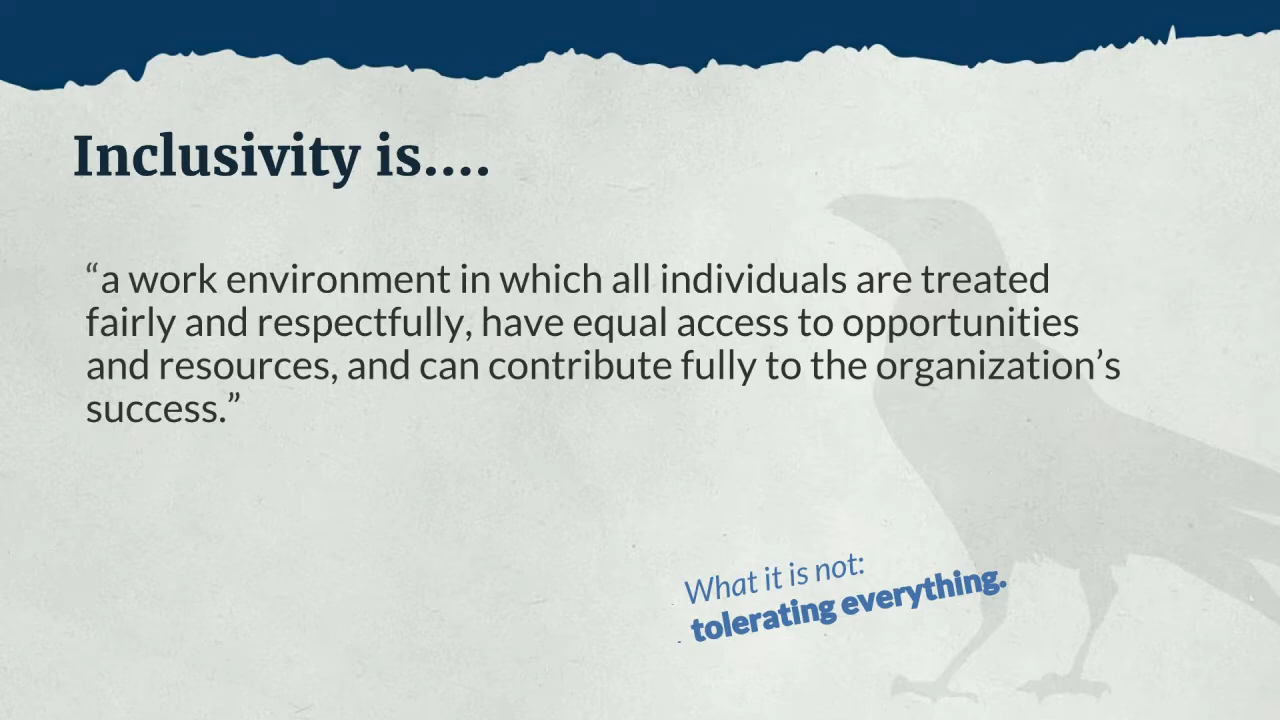 Inclusivity is....
“a work environment in which all individuals are treated
fairly and respectfully, have equal access to opportunities
and resources, and can contribute fully to the organization’s
success.”
What it is not:
tolerating everything.